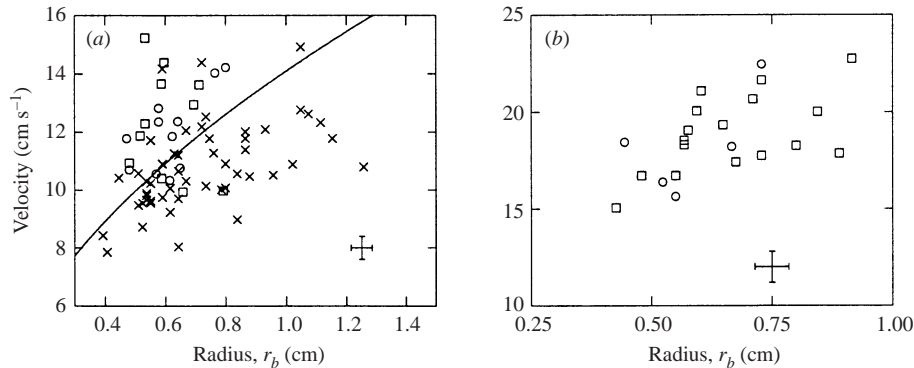 (a)
16
14
12
10
8
6
Velocity (cm s⁻¹)
0.4 0.6 0.8 1.0 1.2 1.4
Radius, r_b (cm)
(b)
25
20
15
10
0.25 0.50 0.75 1.00
Radius, r_b (cm)